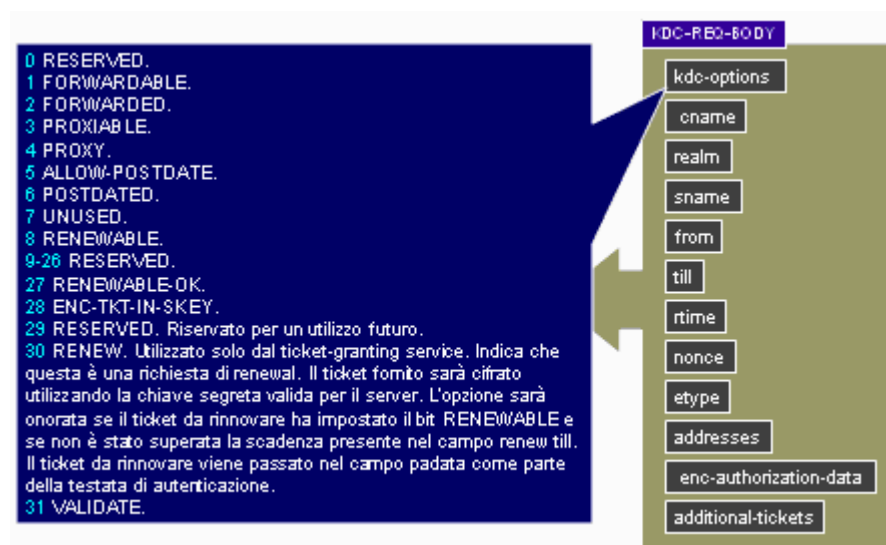 0 RESERVED.
1 FORWARDABLE.
2 FORWARDED.
3 PROXIABLE.
4 PROXY.
5 ALLOW-POSTDATE.
6 POSTDATED.
7 UNUSED.
8 RENEWABLE.
9-26 RESERVED.
27 RENEWABLE-OK.
28 ENC-TKT-IN-SKEY.
29 RESERVED. Riservato per un utilizzo futuro.
30 RENEW. Utilizzato solo dal ticket-granting service. Indica che
questa è una richiesta di renewal. Il ticket fornito sarà cifrato
utilizzando la chiave segreta valida per il server. L'opzione sarà
onorata se il ticket da rinnovare ha impostato il bit RENEWABLE e
se non è stato superata la scadenza presente nel campo renew till.
Il ticket da rinnovare viene passato nel campo padata come parte
della testata di autenticazione.
31 VALIDATE.
KDC-REQ-BODY
kdc-options
cname
realm
sname
from
till
rtime
nonce
etype
addresses
enc-authorization-data
additional-tickets